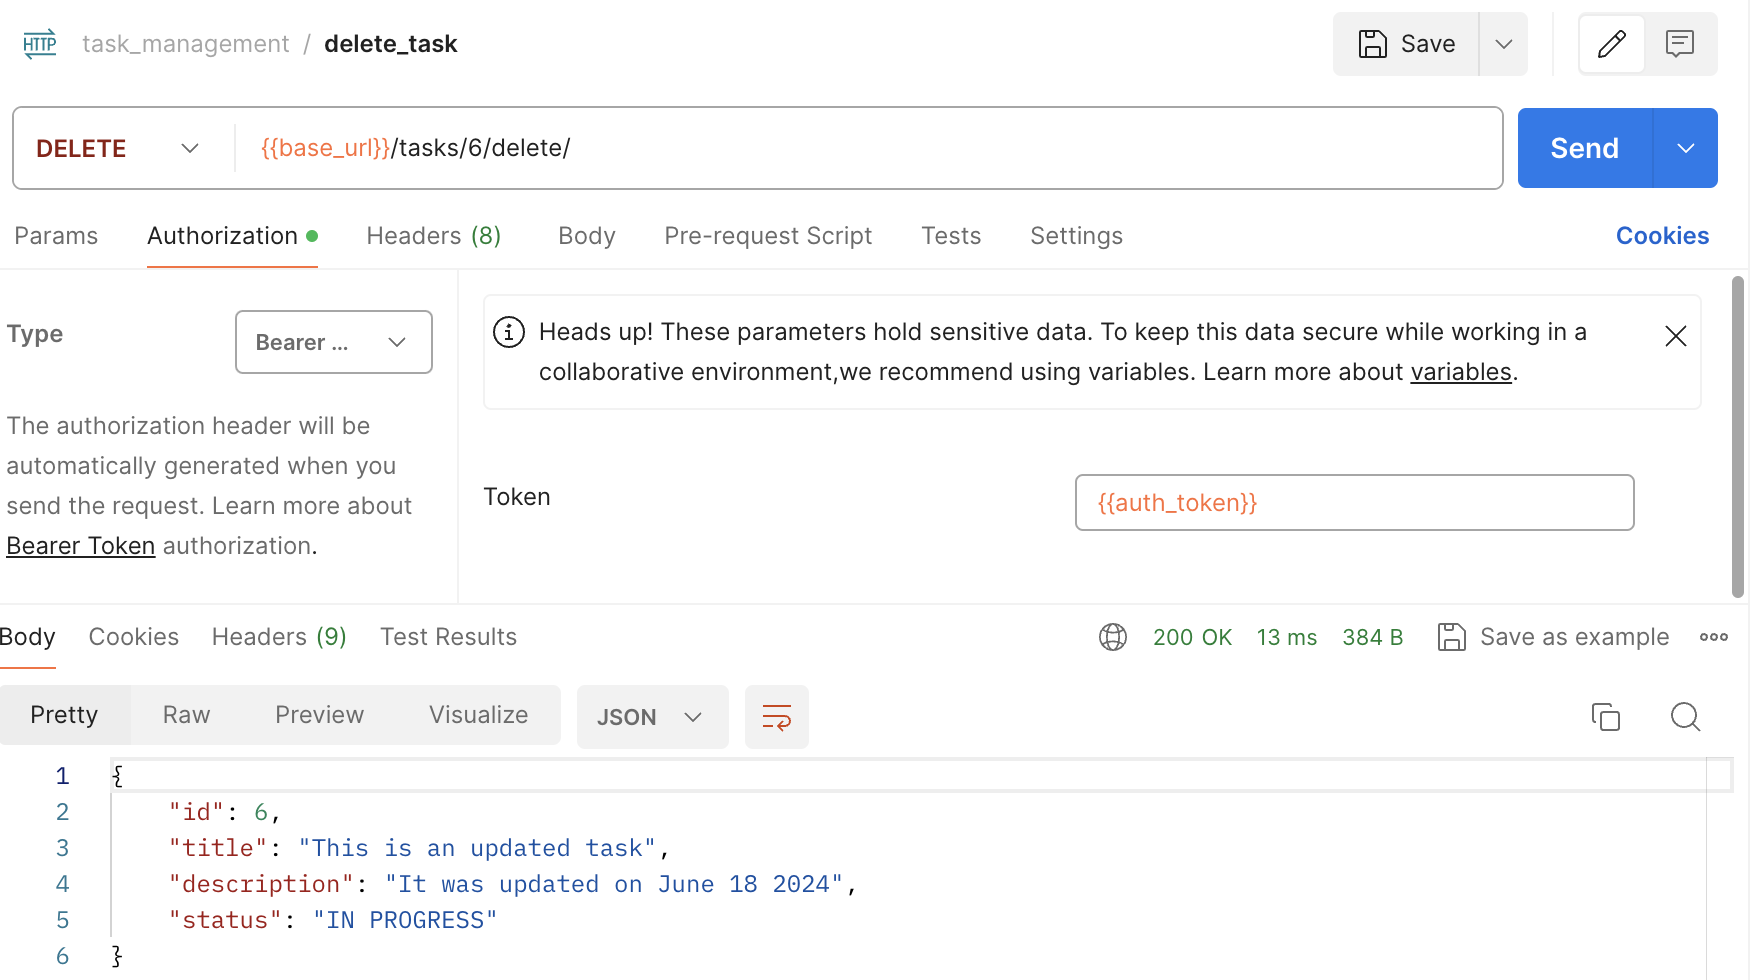 HTTP task_management / delete_task Save
DELETE {{base_url}}/tasks/6/delete/ Send
Params Authorization Headers (8) Body Pre-request Script Tests Settings Cookies
Type Bearer ...
The authorization header will be
automatically generated when you
send the request. Learn more about
Bearer Token authorization.
Heads up! These parameters hold sensitive data. To keep this data secure while working in a
collaborative environment,we recommend using variables. Learn more about variables.
Token {{auth_token}}
Body Cookies Headers (9) Test Results 200 OK 13 ms 384 B Save as example
Pretty Raw Preview Visualize JSON
1 {
2 "id": 6,
3 "title": "This is an updated task",
4 "description": "It was updated on June 18 2024",
5 "status": "IN PROGRESS"
6 }